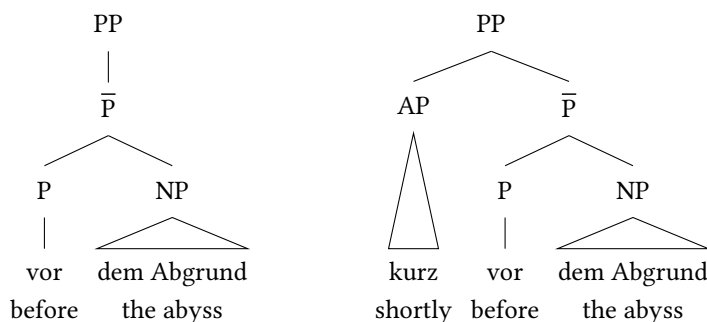 PP PP
P̅ AP P̅
P NP P NP
vor dem Abgrund kurz vor dem Abgrund
before the abyss shortly before the abyss